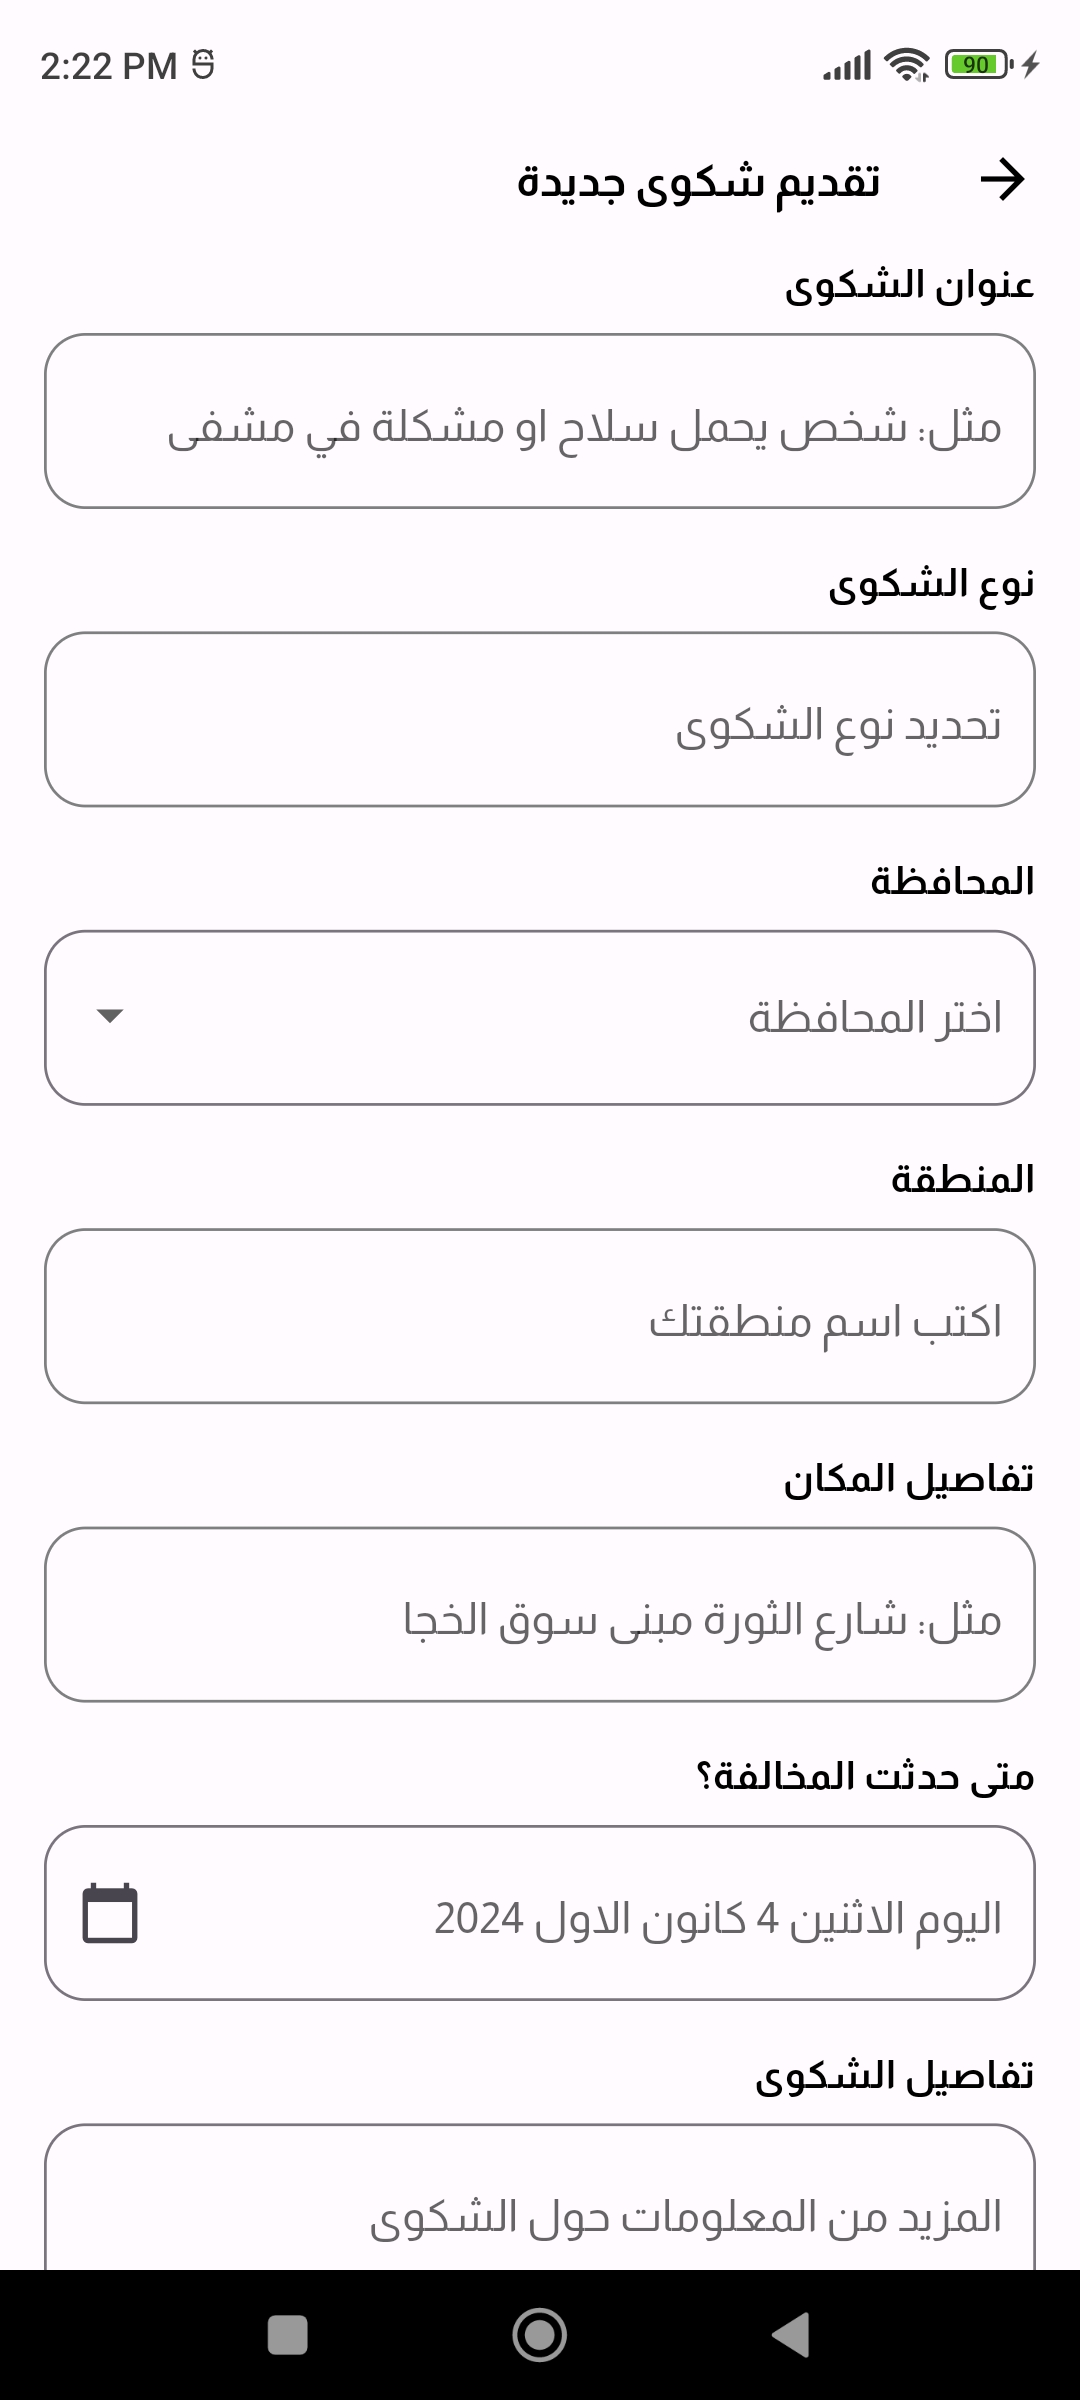 2:22 PM
90
تقديم شكوى جديدة
عنوان الشكوى
مثل: شخص يحمل سلاح او مشكلة في مشفى
نوع الشكوى
تحديد نوع الشكوى
المحافظة
اختر المحافظة
المنطقة
اكتب اسم منطقتك
تفاصيل المكان
مثل: شارع الثورة مبنى سوق الخجا
متى حدثت المخالفة؟
اليوم الاثنين 4 كانون الاول 2024
تفاصيل الشكوى
المزيد من المعلومات حول الشكوى